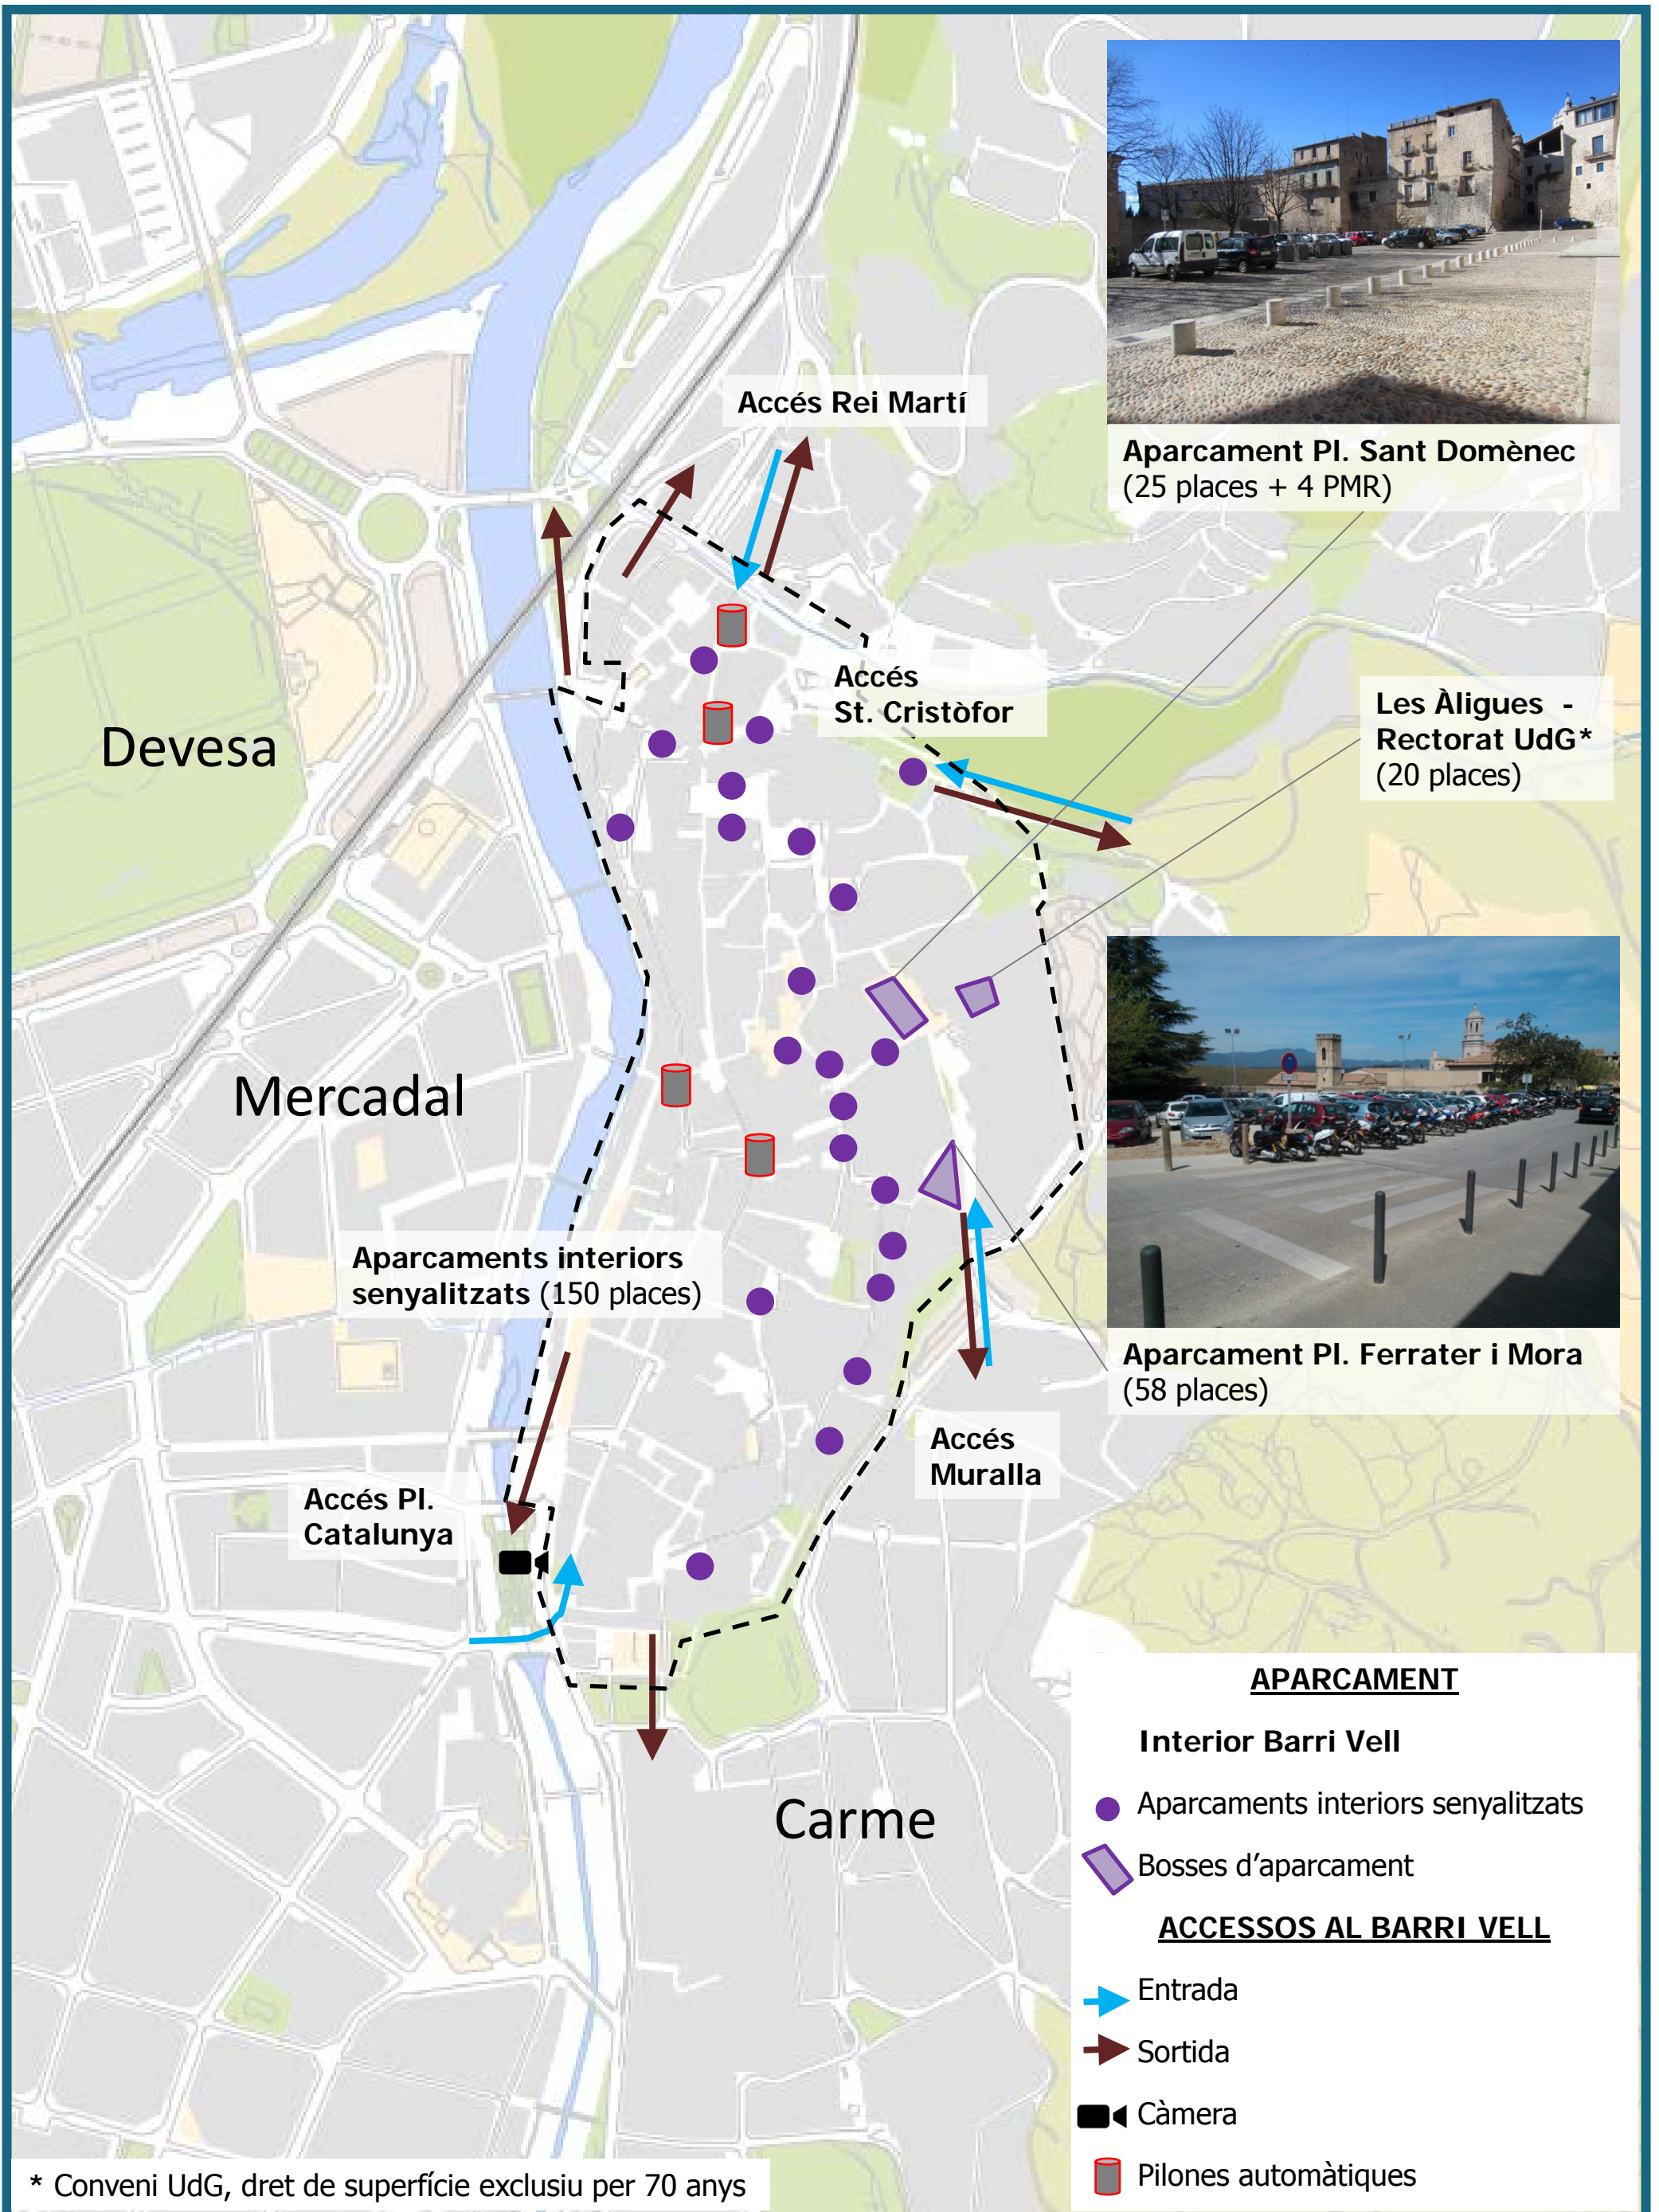 Accés Rei Martí
Aparcament Pl. Sant Domènec
(25 places + 4 PMR)
Accés
St. Cristòfor
Les Àligues -
Rectorat UdG*
(20 places)
Devesa
Mercadal
Aparcaments interiors
senyalitzats (150 places)
Aparcament Pl. Ferrater i Mora
(58 places)
Accés
Muralla
Accés Pl.
Catalunya
Carme
APARCAMENT
Interior Barri Vell
Aparcaments interiors senyalitzats
Bosses d'aparcament
ACCESSOS AL BARRI VELL
Entrada
Sortida
Càmera
Pilones automàtiques
* Conveni UdG, dret de superfície exclusiu per 70 anys